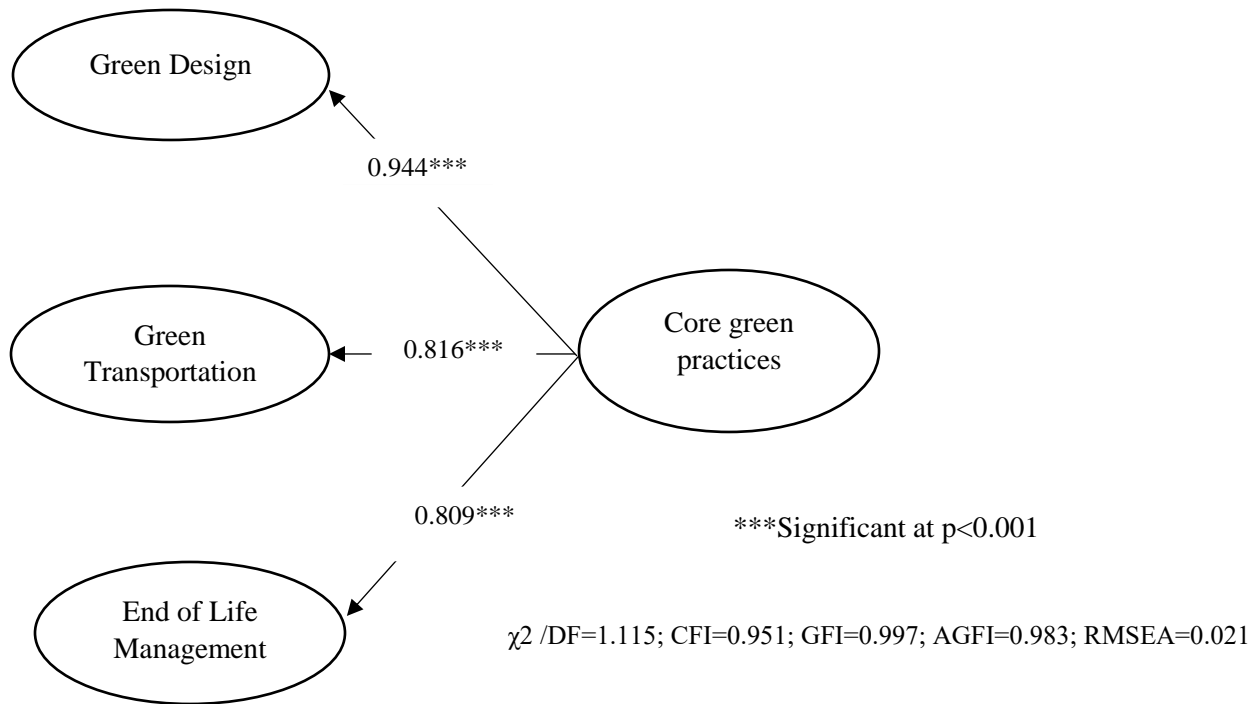 Green Design
0.944***
Green
Transportation
0.816***
Core green
practices
0.809***
***Significant at p<0.001
End of Life
Management
χ2 /DF=1.115; CFI=0.951; GFI=0.997; AGFI=0.983; RMSEA=0.021